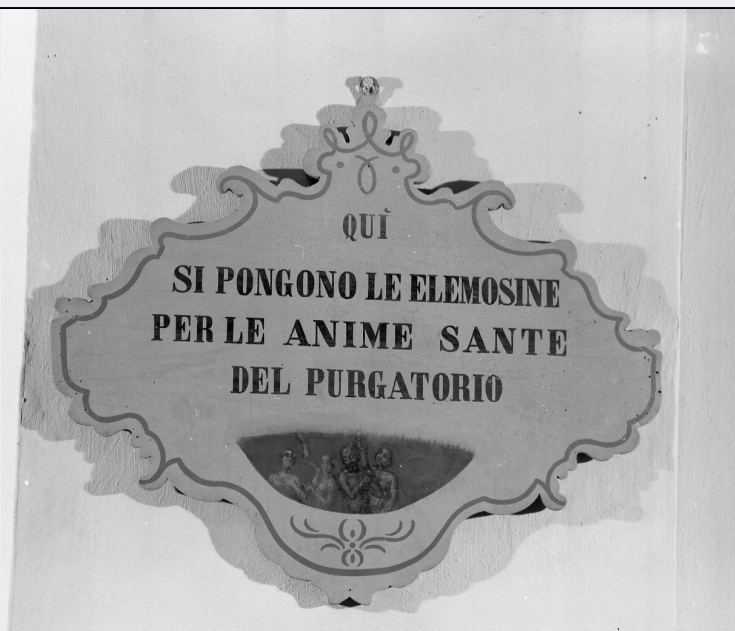 QUÌ
SI PONGONO LE ELEMOSINE
PER LE ANIME SANTE
DEL PURGATORIO